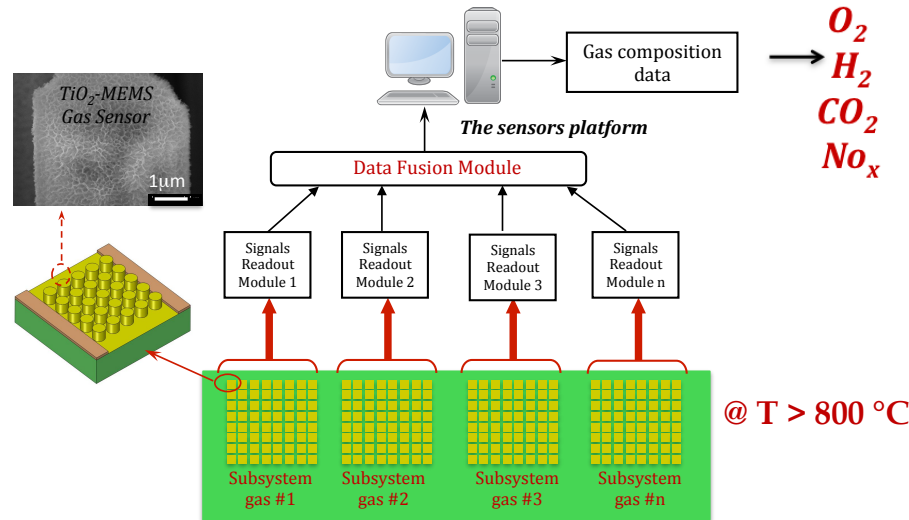 O₂
H₂
CO₂
Noₓ
Gas composition
data
TiO₂-MEMS
Gas Sensor
1μm
The sensors platform
Data Fusion Module
Signals
Readout
Module 1
Signals
Readout
Module 2
Signals
Readout
Module 3
Signals
Readout
Module n
@ T > 800 °C
Subsystem
gas #1
Subsystem
gas #2
Subsystem
gas #3
Subsystem
gas #n